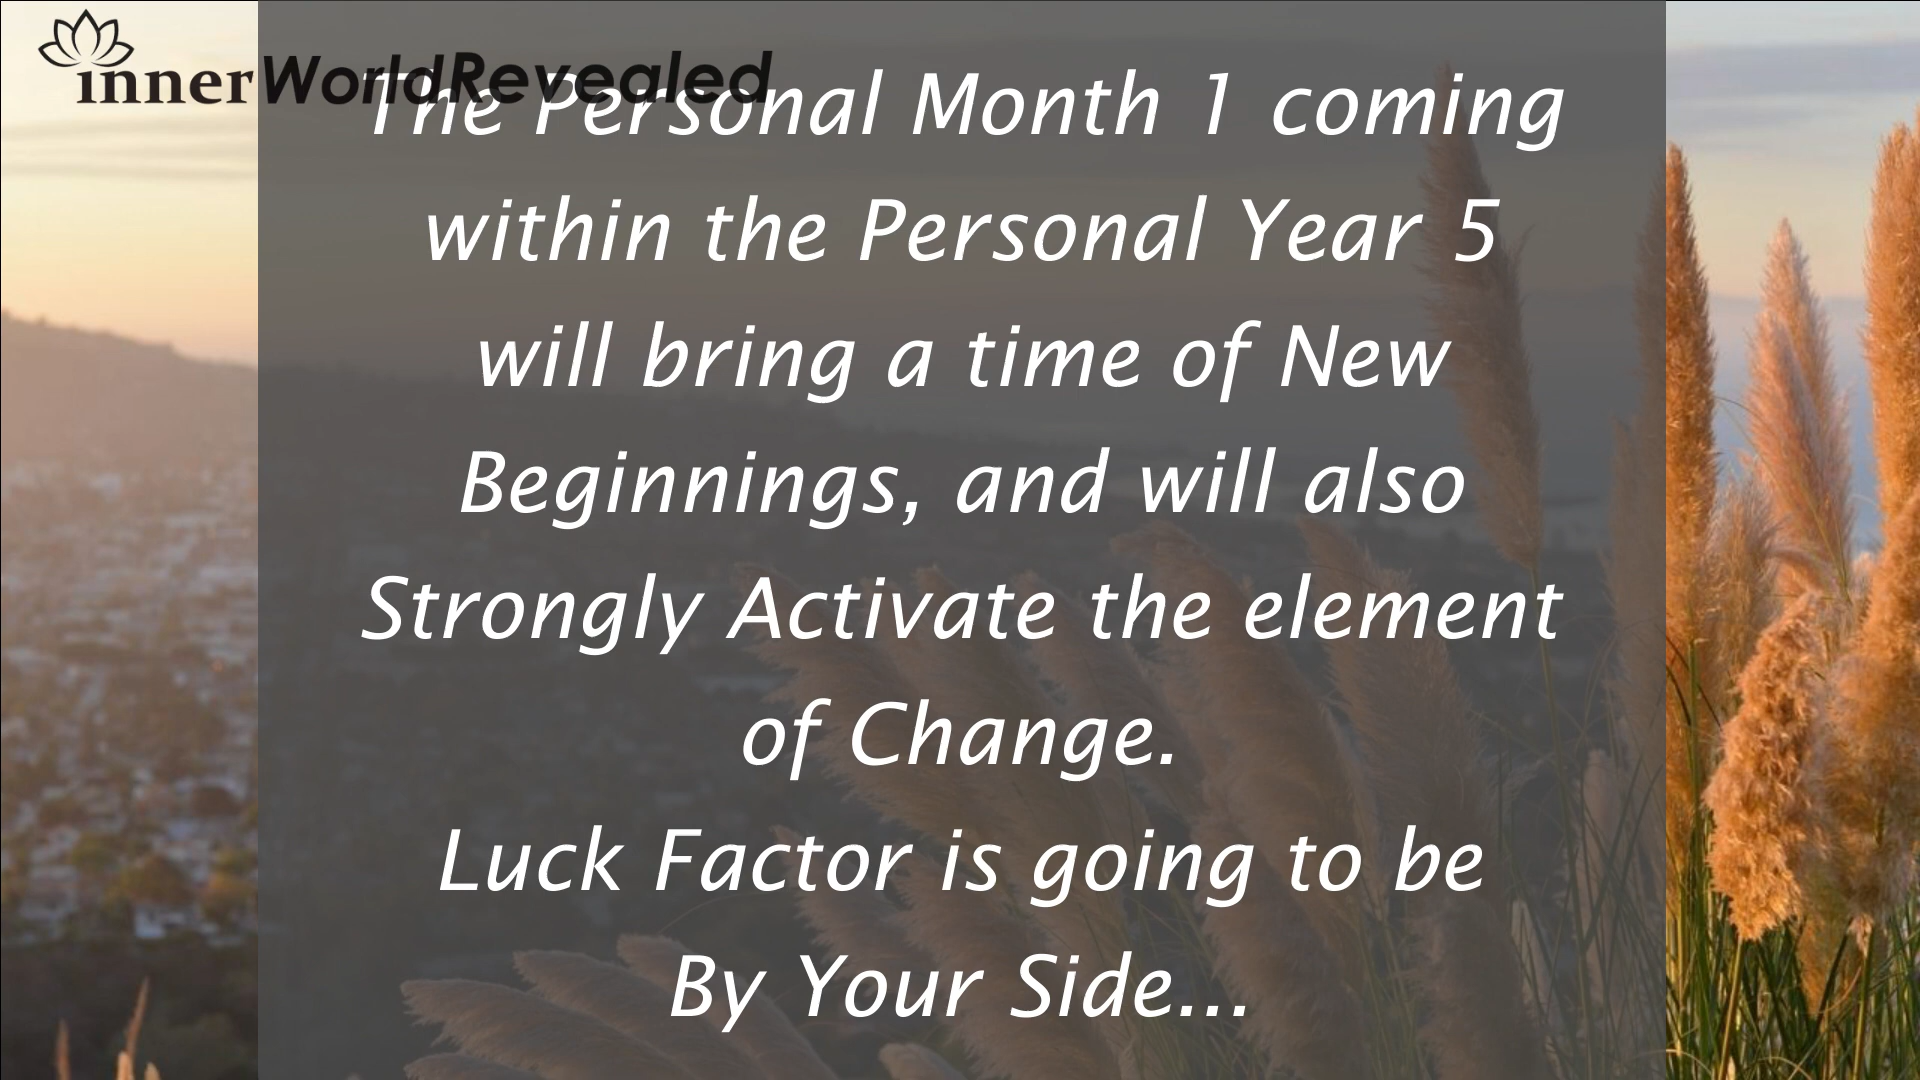 innerWorldRevealed
The Personal Month 1 coming
within the Personal Year 5
will bring a time of New
Beginnings, and will also
Strongly Activate the element
of Change.
Luck Factor is going to be
By Your Side...